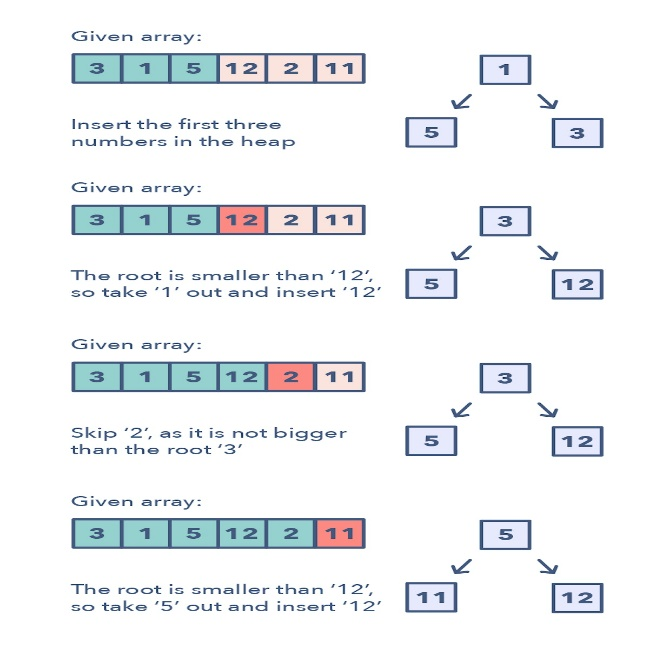 Given array:
3 1 5 12 2 11
1
5 3
Insert the first three
numbers in the heap
Given array:
3 1 5 12 2 11
3
5 12
The root is smaller than ‘12’,
so take ‘1’ out and insert ‘12’
Given array:
3 1 5 12 2 11
3
5 12
Skip ‘2’, as it is not bigger
than the root ‘3’
Given array:
3 1 5 12 2 11
5
11 12
The root is smaller than ‘12’,
so take ‘5’ out and insert ‘12’